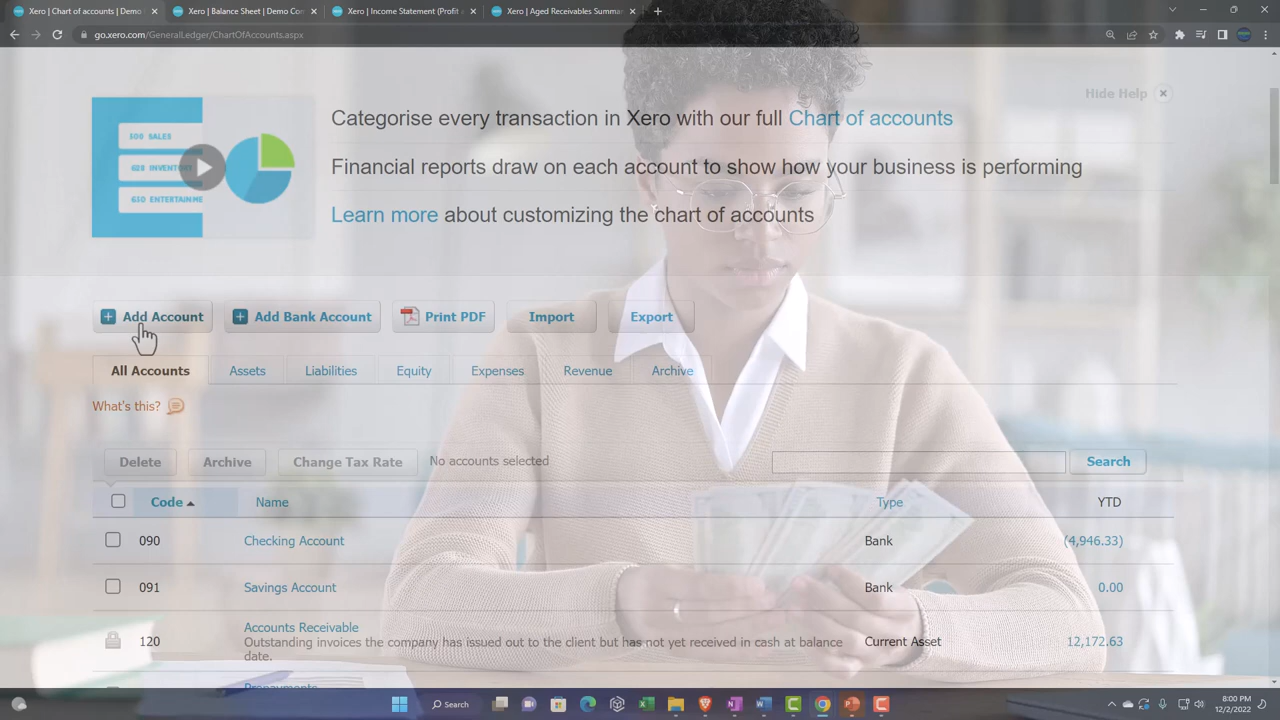 Xero | Chart of accounts | Demo
Xero | Balance Sheet | Demo Con
Xero | Income Statement (Profit a
Xero | Aged Receivables Summar
go.xero.com/GeneralLedger/ChartOfAccounts.aspx
Hide Help
300 SALES
628 INVENTORY
630 ENTERTAINME
Categorise every transaction in Xero with our full Chart of accounts
Financial reports draw on each account to show how your business is performing
Learn more about customizing the chart of accounts
Add Account
Add Bank Account
Print PDF
Import
Export
All Accounts
Assets
Liabilities
Equity
Expenses
Revenue
Archive
What's this?
Delete
Archive
Change Tax Rate
No accounts selected
Search
Code
Name
Type
YTD
090 Checking Account Bank (4,946.33)
091 Savings Account Bank 0.00
Accounts Receivable
120 Outstanding invoices the company has issued out to the client but has not yet received in cash at balance Current Asset 12,172.63
date.
Prepayments
Search
8:00 PM
12/2/2022